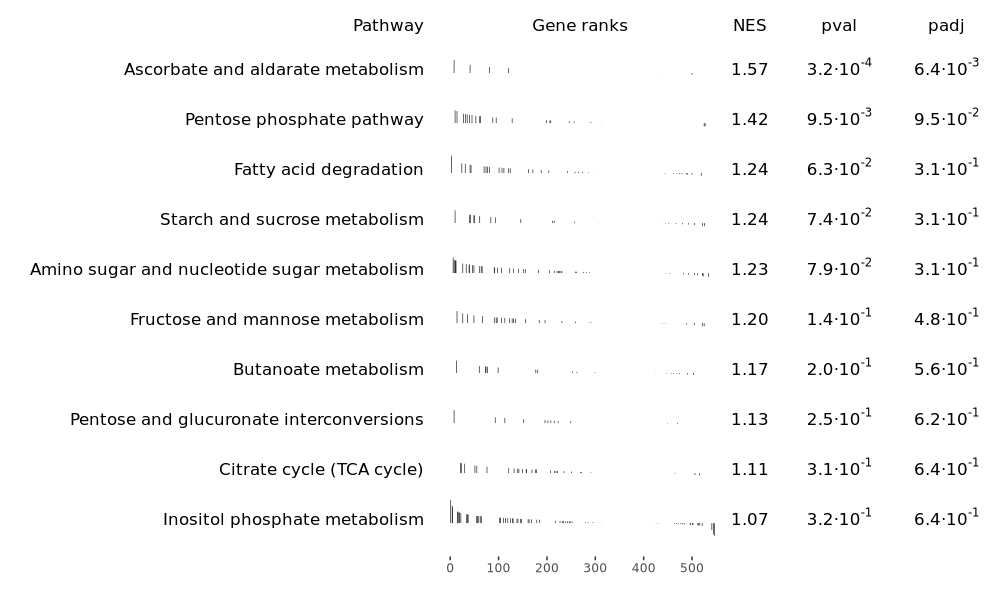 Pathway Gene ranks NES pval padj
Ascorbate and aldarate metabolism 1.57 3.2·10⁻⁴ 6.4·10⁻³
Pentose phosphate pathway 1.42 9.5·10⁻³ 9.5·10⁻²
Fatty acid degradation 1.24 6.3·10⁻² 3.1·10⁻¹
Starch and sucrose metabolism 1.24 7.4·10⁻² 3.1·10⁻¹
Amino sugar and nucleotide sugar metabolism 1.23 7.9·10⁻² 3.1·10⁻¹
Fructose and mannose metabolism 1.20 1.4·10⁻¹ 4.8·10⁻¹
Butanoate metabolism 1.17 2.0·10⁻¹ 5.6·10⁻¹
Pentose and glucuronate interconversions 1.13 2.5·10⁻¹ 6.2·10⁻¹
Citrate cycle (TCA cycle) 1.11 3.1·10⁻¹ 6.4·10⁻¹
Inositol phosphate metabolism 1.07 3.2·10⁻¹ 6.4·10⁻¹
0 100 200 300 400 500